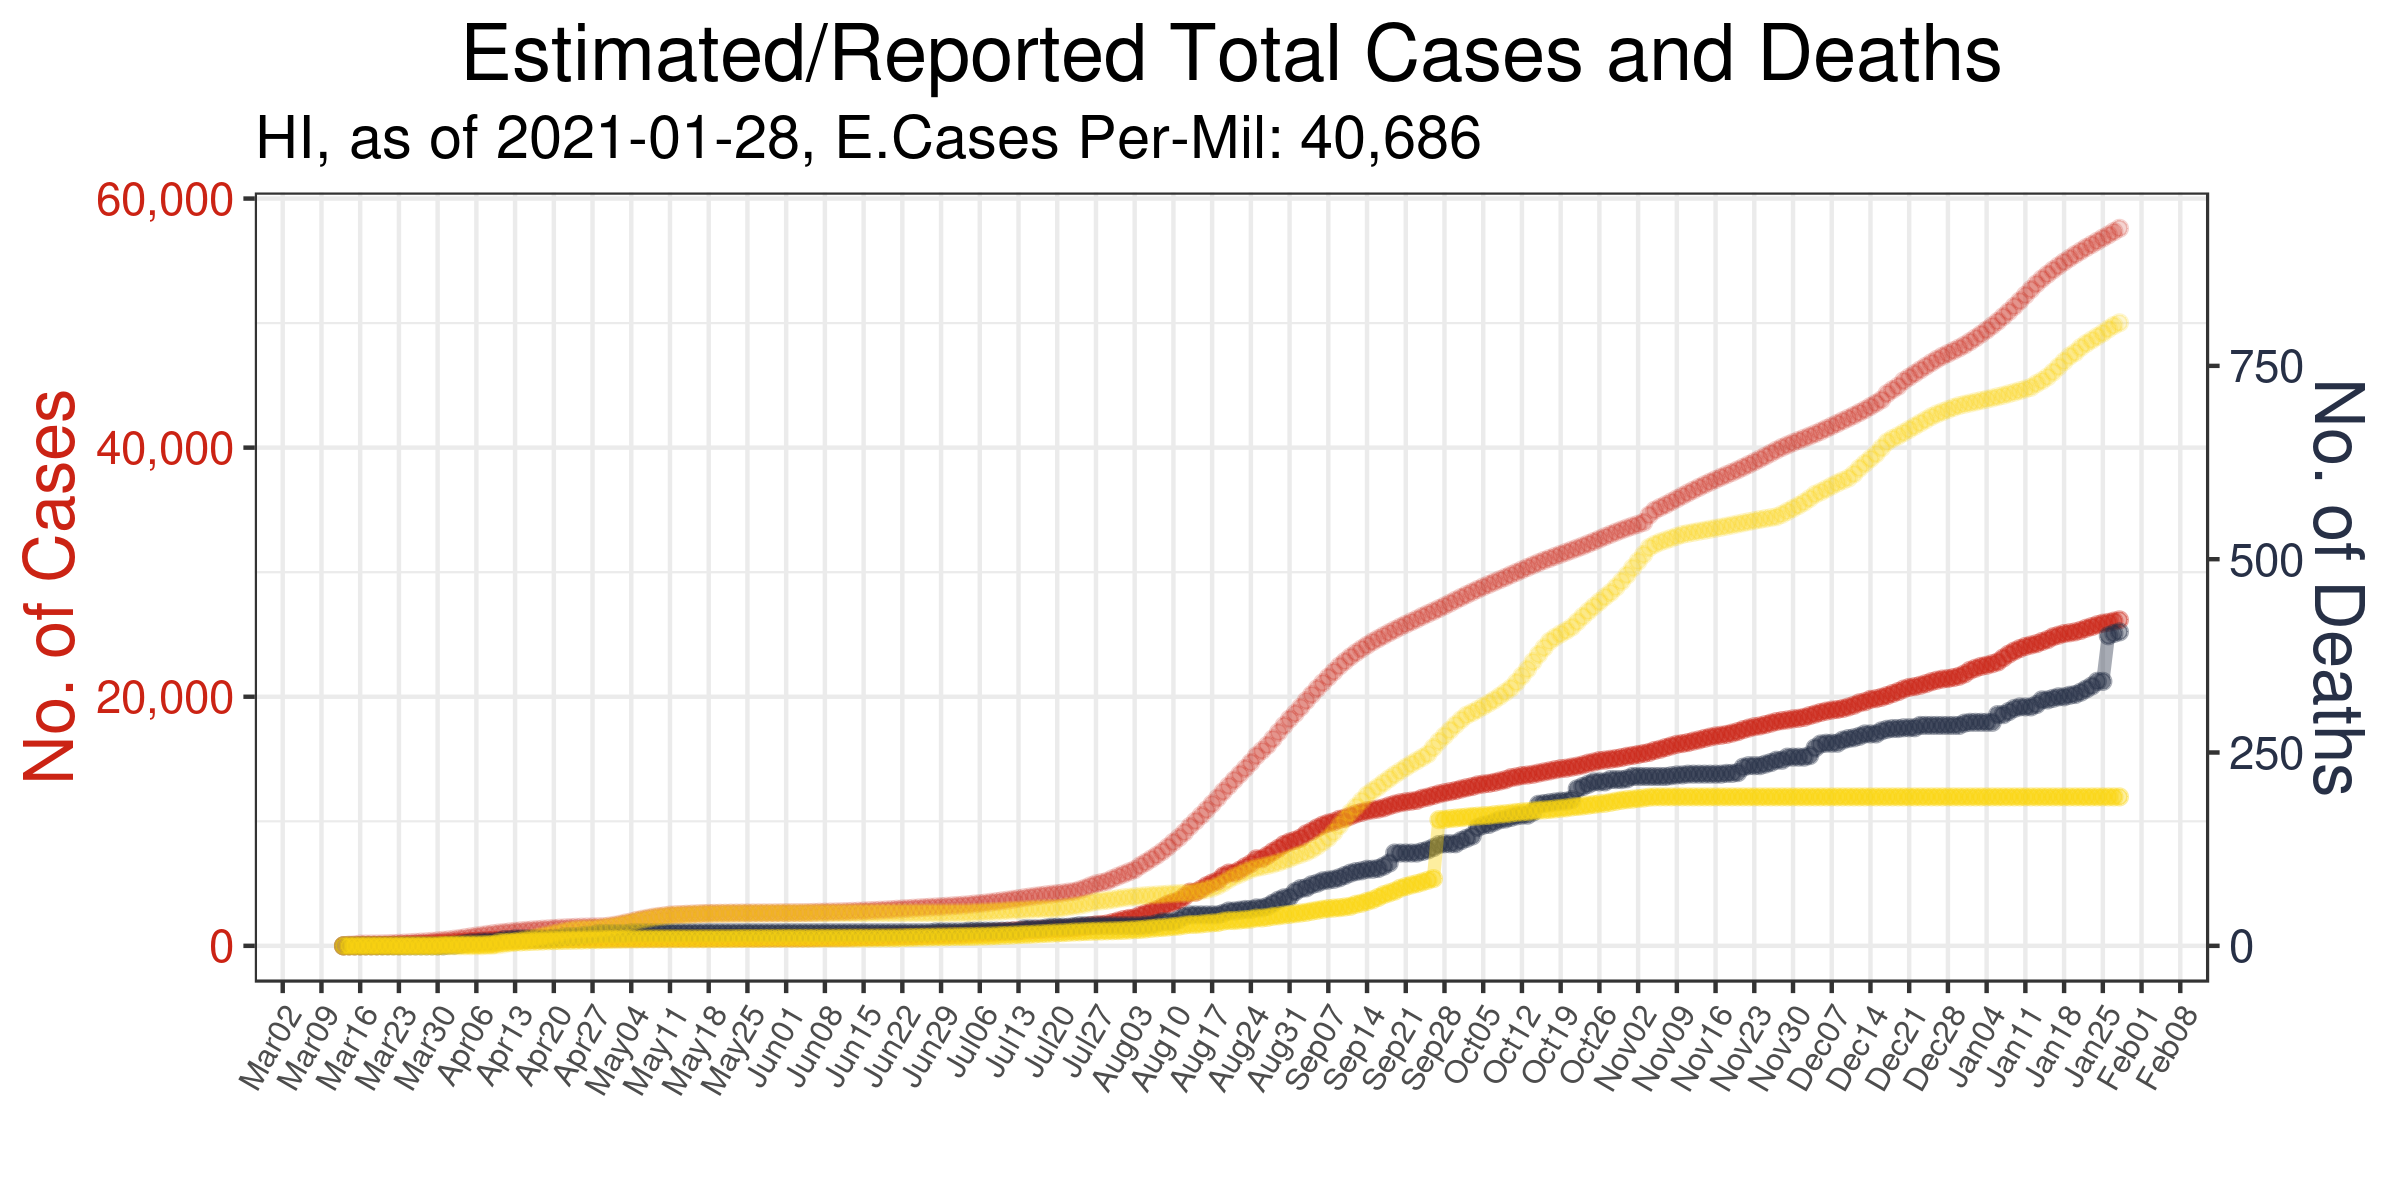 Estimated/Reported Total Cases and Deaths
HI, as of 2021-01-28, E.Cases Per-Mil: 40,686
No. of Cases
60,000
40,000
20,000
0
750
500
250
0
No. of Deaths
Mar02
Mar09
Mar16
Mar23
Mar30
Apr06
Apr13
Apr20
Apr27
May04
May11
May18
May25
Jun01
Jun08
Jun15
Jun22
Jun29
Jul06
Jul13
Jul20
Jul27
Aug03
Aug10
Aug17
Aug24
Aug31
Sep07
Sep14
Sep21
Sep28
Oct05
Oct12
Oct19
Oct26
Nov02
Nov09
Nov16
Nov23
Nov30
Dec07
Dec14
Dec21
Dec28
Jan04
Jan11
Jan18
Jan25
Feb01
Feb08